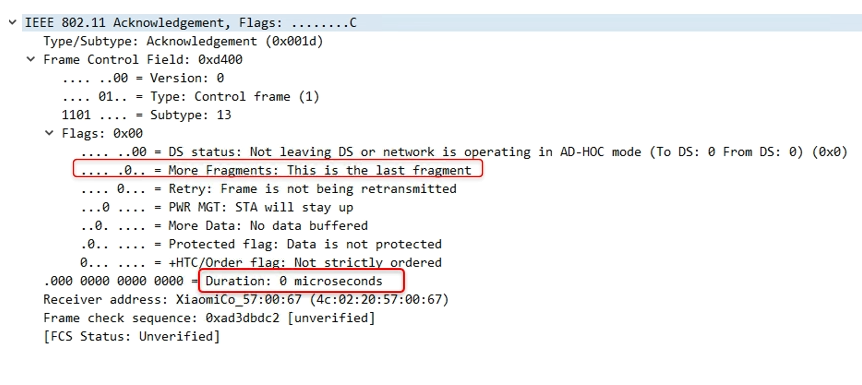 IEEE 802.11 Acknowledgement, Flags: ........C
Type/Subtype: Acknowledgement (0x001d)
Frame Control Field: 0xd400
.... ..00 = Version: 0
.... 01.. = Type: Control frame (1)
1101 .... = Subtype: 13
Flags: 0x00
.... ..00 = DS status: Not leaving DS or network is operating in AD-HOC mode (To DS: 0 From DS: 0) (0x0)
.... .0.. = More Fragments: This is the last fragment
.... 0... = Retry: Frame is not being retransmitted
...0 .... = PWR MGT: STA will stay up
..0. .... = More Data: No data buffered
.0.. .... = Protected flag: Data is not protected
0... .... = +HTC/Order flag: Not strictly ordered
.000 0000 0000 0000 = Duration: 0 microseconds
Receiver address: XiaomiCo_57:00:67 (4c:02:20:57:00:67)
Frame check sequence: 0xad3dbdc2 [unverified]
[FCS Status: Unverified]